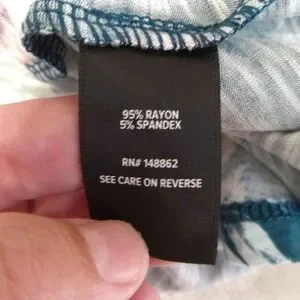 95% RAYON
5% SPANDEX
RN# 148862
SEE CARE ON REVERSE